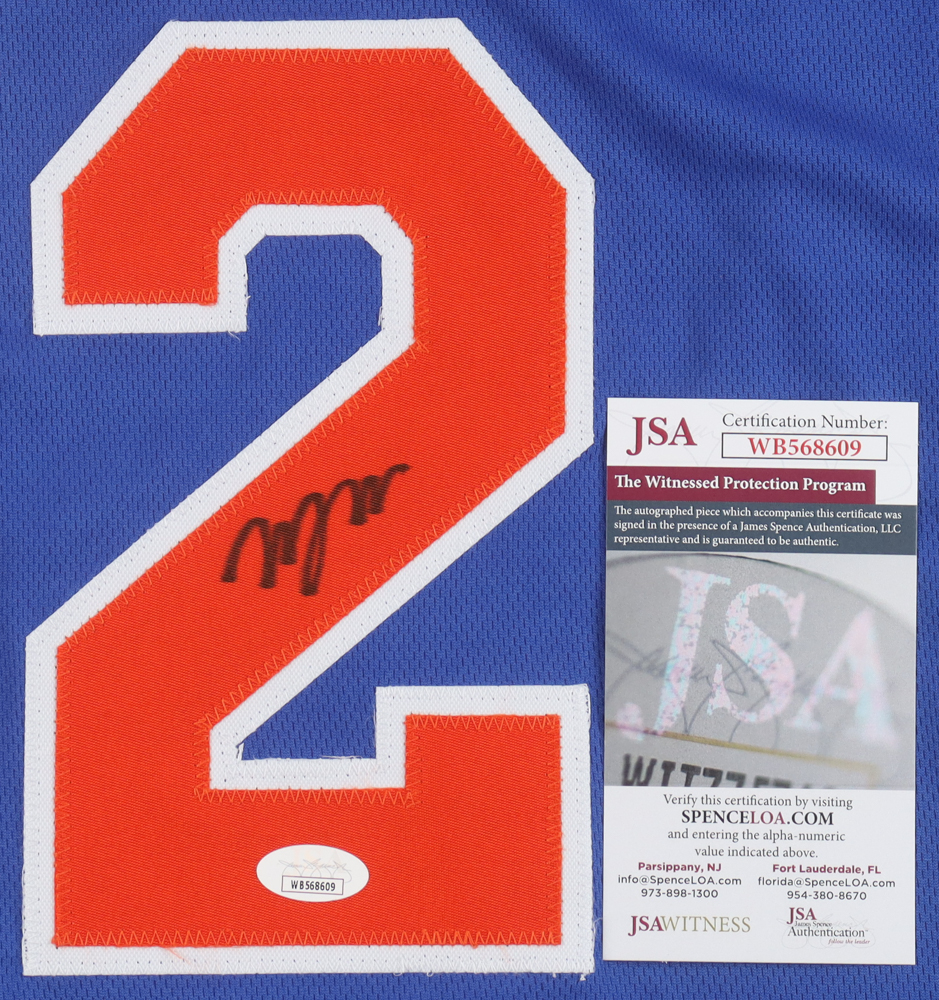 2
WB568609
JSA
Certification Number:
WB568609
The Witnessed Protection Program
The autographed piece which accompanies this certificate was
signed in the presence of a James Spence Authentication, LLC
representative and is guaranteed to be authentic.
JSA
Verify this certification by visiting
SPENCELOA.COM
and entering the alpha-numeric
value indicated above.
Parsippany, NJ
info@SpenceLOA.com
973-898-1300
Fort Lauderdale, FL
florida@SpenceLOA.com
954-380-8670
JSAWITNESS
JSA
James Spence
Authentication
follow the leader